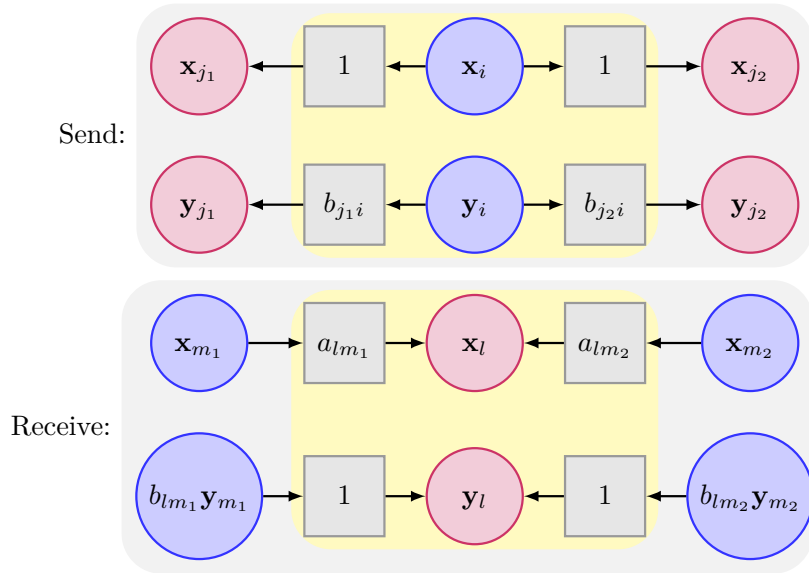 x_{j_1} 1 x_i 1 x_{j_2}
Send:
y_{j_1} b_{j_1 i} y_i b_{j_2 i} y_{j_2}
x_{m_1} a_{lm_1} x_l a_{lm_2} x_{m_2}
Receive:
b_{lm_1} y_{m_1} 1 y_l 1 b_{lm_2} y_{m_2}